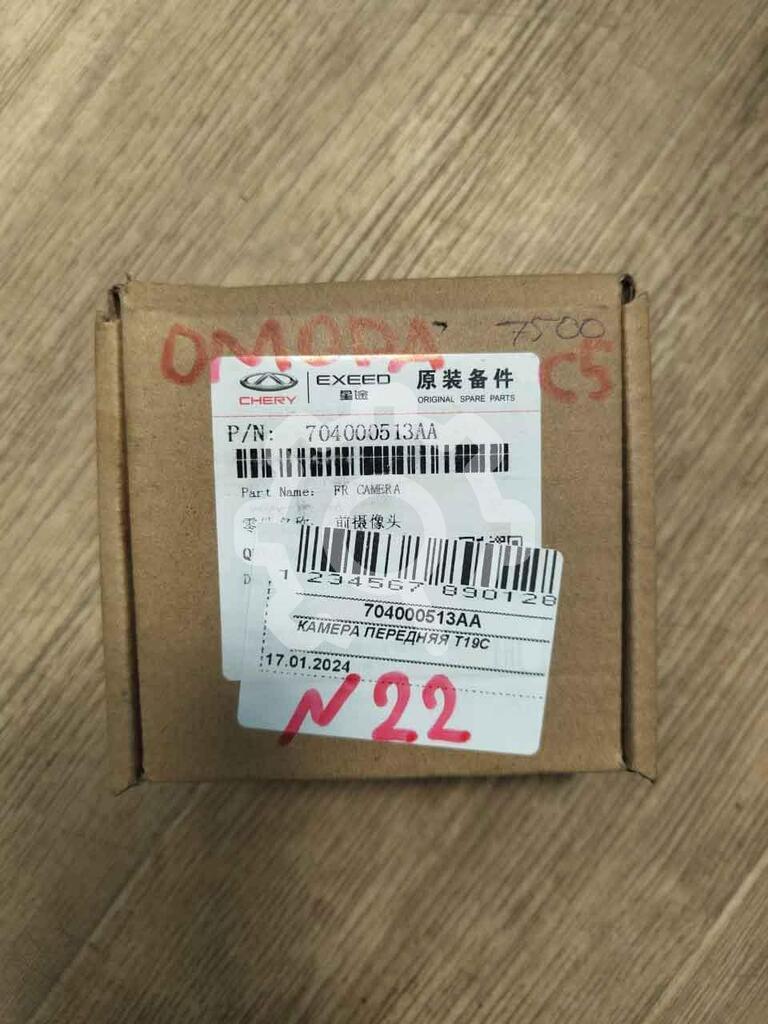 OMODA 7500
C5
CHERY EXEED 星途 原装备件
ORIGINAL SPARE PARTS
P/N: 704000513AA
Part Name: FR CAMERA
前摄像头
1 234567 890128
704000513AA
КАМЕРА ПЕРЕДНЯЯ T19C
17.01.2024
N22